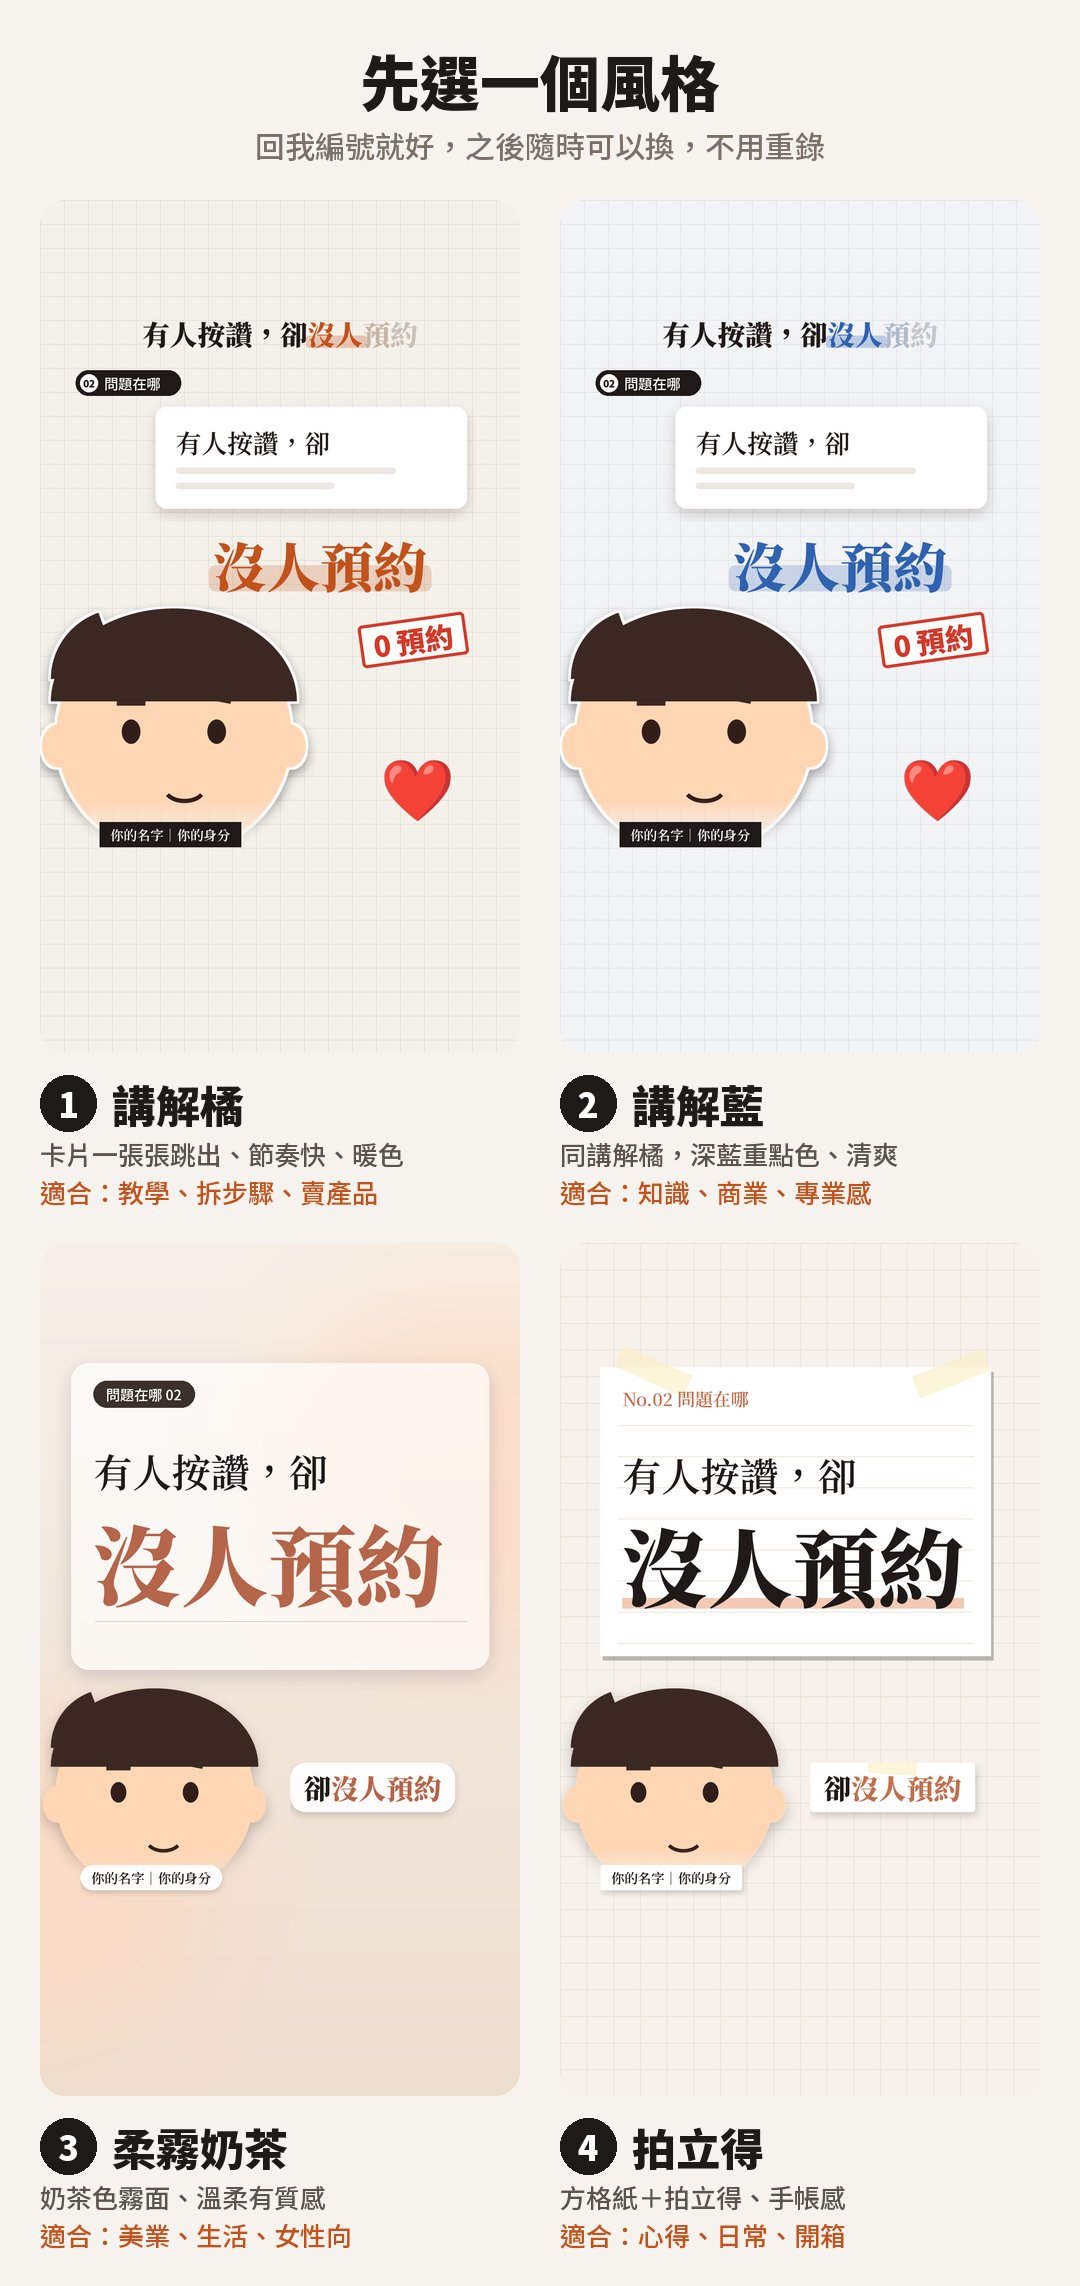 先選一個風格
回我編號就好，之後隨時可以換，不用重錄
有人按讚，卻沒人預約
02 問題在哪
有人按讚，卻
沒人預約
0 預約
你的名字｜你的身分
有人按讚，卻沒人預約
02 問題在哪
有人按讚，卻
沒人預約
0 預約
你的名字｜你的身分
1 講解橘
卡片一張張跳出、節奏快、暖色
適合：教學、拆步驟、賣產品
2 講解藍
同講解橘，深藍重點色、清爽
適合：知識、商業、專業感
問題在哪 02
有人按讚，卻
沒人預約
卻沒人預約
你的名字｜你的身分
No.02 問題在哪
有人按讚，卻
沒人預約
卻沒人預約
你的名字｜你的身分
3 柔霧奶茶
奶茶色霧面、溫柔有質感
適合：美業、生活、女性向
4 拍立得
方格紙＋拍立得、手帳感
適合：心得、日常、開箱